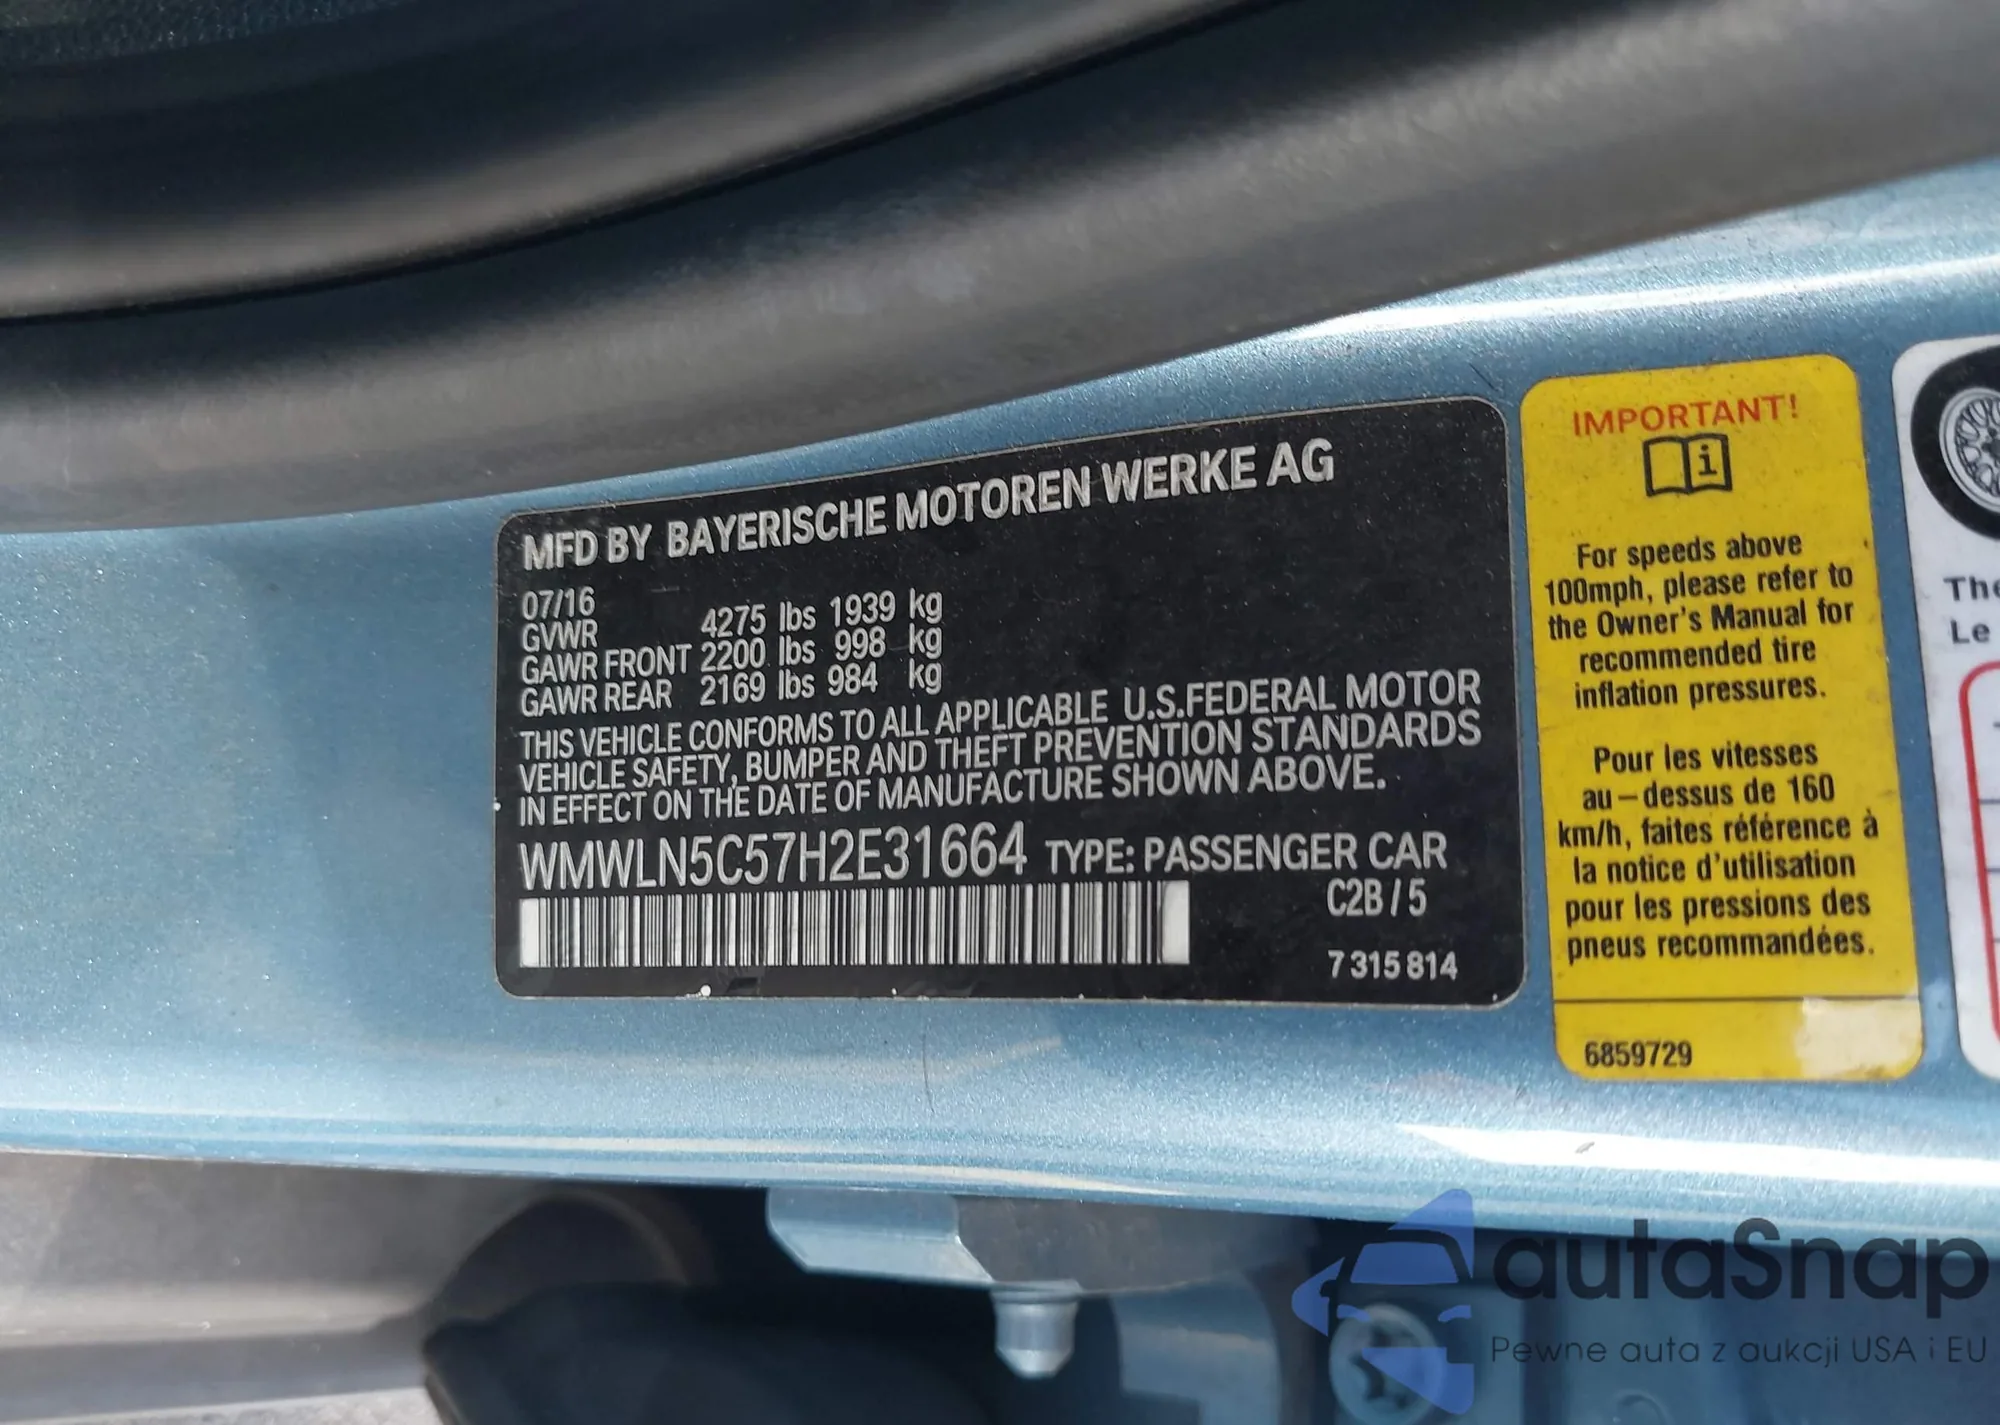 MFD BY BAYERISCHE MOTOREN WERKE AG
07/16
GVWR 4275 lbs 1939 kg
GAWR FRONT 2200 lbs 998 kg
GAWR REAR 2169 lbs 984 kg
THIS VEHICLE CONFORMS TO ALL APPLICABLE U.S.FEDERAL MOTOR
VEHICLE SAFETY, BUMPER AND THEFT PREVENTION STANDARDS
IN EFFECT ON THE DATE OF MANUFACTURE SHOWN ABOVE.
WMWLN5C57H2E31664 TYPE: PASSENGER CAR
C2B / 5
7 315 814
IMPORTANT!
i
For speeds above
100mph, please refer to
the Owner's Manual for
recommended tire
inflation pressures.
Pour les vitesses
au-dessus de 160
km/h, faites référence à
la notice d'utilisation
pour les pressions des
pneus recommandées.
6859729
The
Le
autaSnap
Pewne auta z aukcji USA i EU